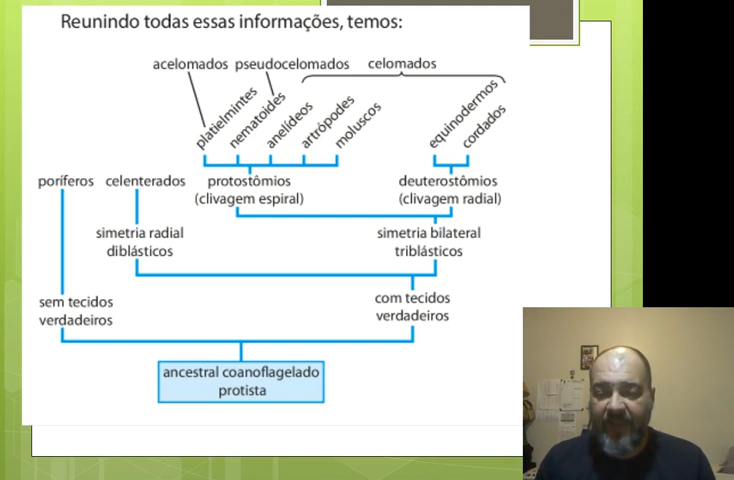 Reunindo todas essas informações, temos:
acelomados pseudocelomados celomados
platielmintes
nematoides
anelídeos
artrópodes
moluscos
equinodermos
cordados
poríferos celenterados protostômios deuterostômios
(clivagem espiral) (clivagem radial)
simetria radial simetria bilateral
diblásticos triblásticos
sem tecidos com tecidos
verdadeiros verdadeiros
ancestral coanoflagelado
protista